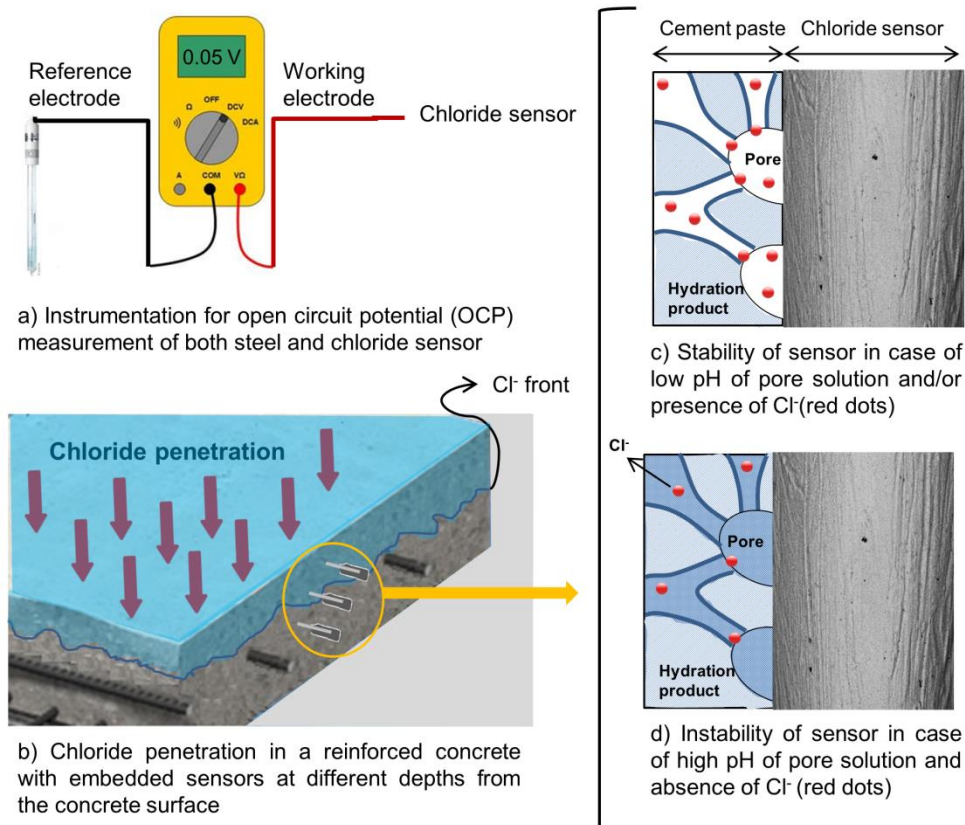 Reference
electrode
0.05 V
Working
electrode
Chloride sensor
OFF
Ω
DCV
DCA
A
COM
VΩ
a) Instrumentation for open circuit potential (OCP)
measurement of both steel and chloride sensor
Cl⁻ front
Chloride penetration
b) Chloride penetration in a reinforced concrete
with embedded sensors at different depths from
the concrete surface
Cement paste
Chloride sensor
Pore
Hydration
product
c) Stability of sensor in case of
low pH of pore solution and/or
presence of Cl⁻(red dots)
Cl⁻
Pore
Hydration
product
d) Instability of sensor in case
of high pH of pore solution and
absence of Cl⁻ (red dots)